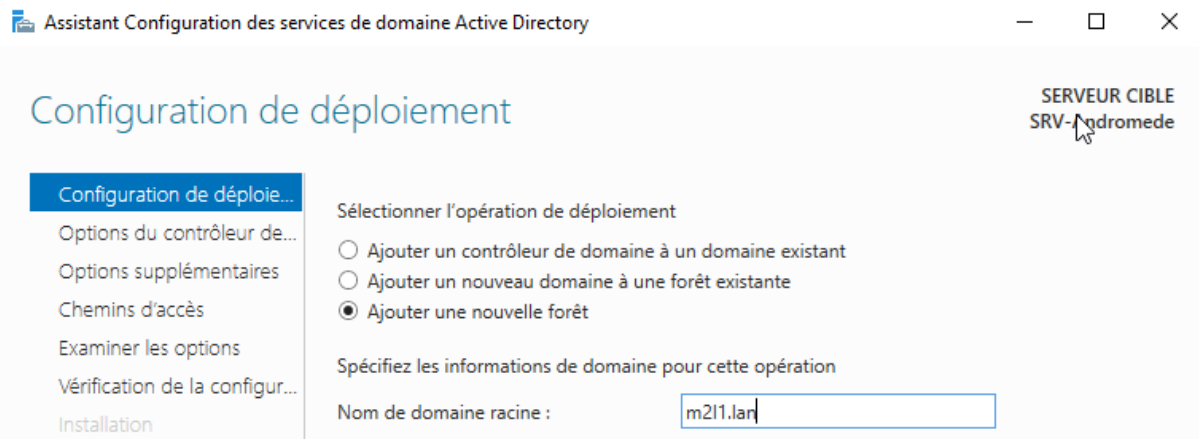 Assistant Configuration des services de domaine Active Directory
Configuration de déploiement
SERVEUR CIBLE
SRV-Andromede
Configuration de déploie...
Options du contrôleur de...
Options supplémentaires
Chemins d’accès
Examiner les options
Vérification de la configur...
Installation
Sélectionner l’opération de déploiement
Ajouter un contrôleur de domaine à un domaine existant
Ajouter un nouveau domaine à une forêt existante
Ajouter une nouvelle forêt
Spécifiez les informations de domaine pour cette opération
Nom de domaine racine : m2l1.lan